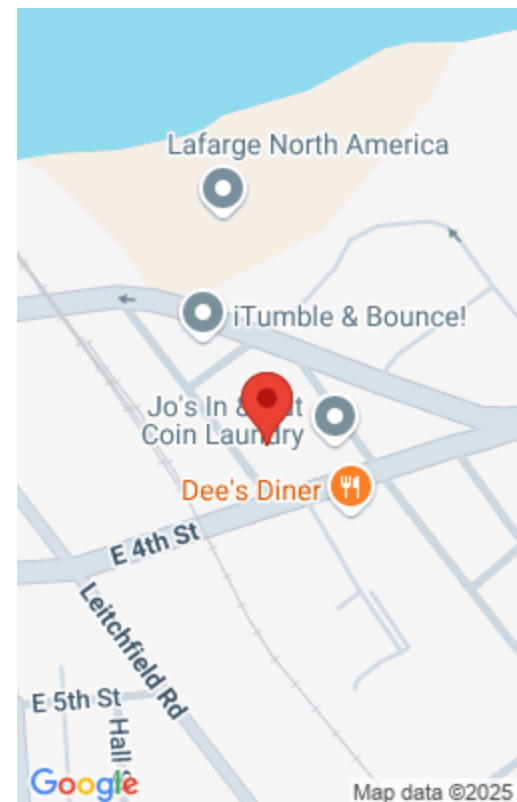 Lafarge North America
iTumble & Bounce!
Jo's In &
Coin Laundry
Dee's Diner
E 4th St
Leitchfield Rd
E 5th St
Hall
Google
Map data ©2025